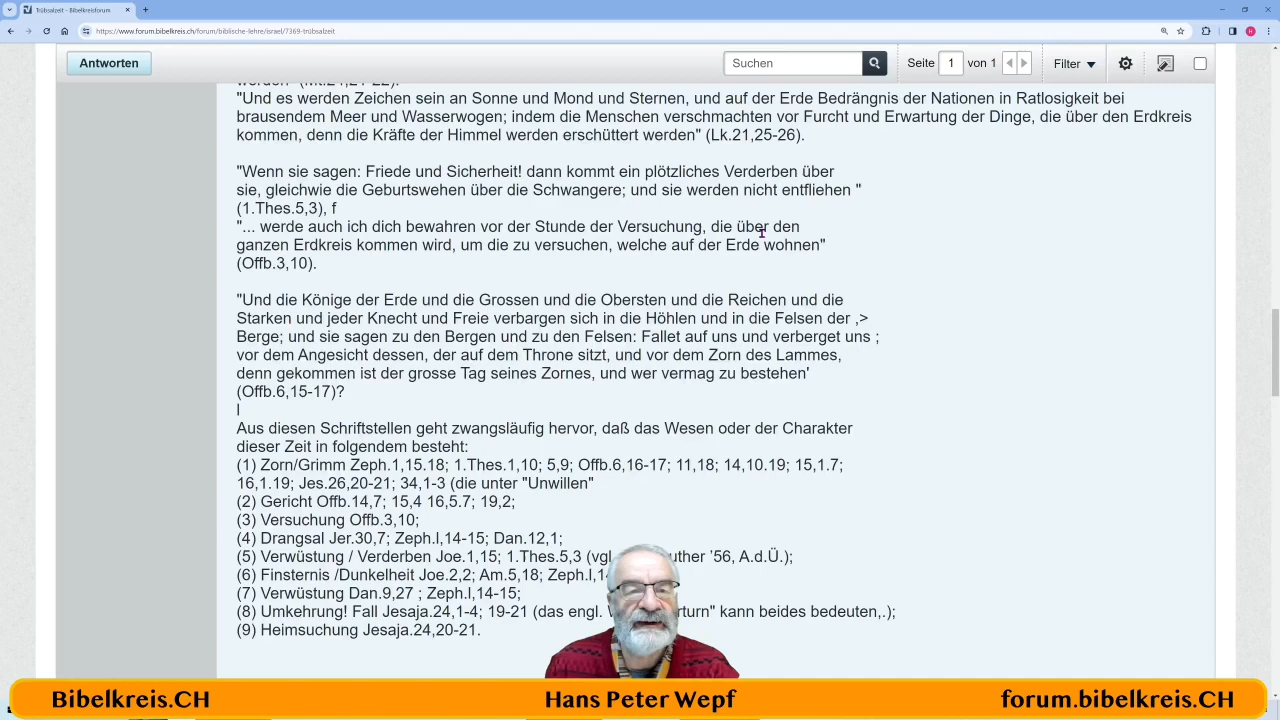 Trübsalzeit - Bibelkreisforum
https://www.forum.bibelkreis.ch/forum/biblische-lehre/israel/7369-trübsalzeit
Antworten
Suchen
Seite 1 von 1
Filter
"Und es werden Zeichen sein an Sonne und Mond und Sternen, und auf der Erde Bedrängnis der Nationen in Ratlosigkeit bei
brausendem Meer und Wasserwogen; indem die Menschen verschmachten vor Furcht und Erwartung der Dinge, die über den Erdkreis
kommen, denn die Kräfte der Himmel werden erschüttert werden" (Lk.21,25-26).
"Wenn sie sagen: Friede und Sicherheit! dann kommt ein plötzliches Verderben über
sie, gleichwie die Geburtswehen über die Schwangere; und sie werden nicht entfliehen "
(1.Thes.5,3), f
"... werde auch ich dich bewahren vor der Stunde der Versuchung, die über den
ganzen Erdkreis kommen wird, um die zu versuchen, welche auf der Erde wohnen"
(Offb.3,10).
"Und die Könige der Erde und die Grossen und die Obersten und die Reichen und die
Starken und jeder Knecht und Freie verbargen sich in die Höhlen und in die Felsen der ,>
Berge; und sie sagen zu den Bergen und zu den Felsen: Fallet auf uns und verberget uns ;
vor dem Angesicht dessen, der auf dem Throne sitzt, und vor dem Zorn des Lammes,
denn gekommen ist der grosse Tag seines Zornes, und wer vermag zu bestehen'
(Offb.6,15-17)?
I
Aus diesen Schriftstellen geht zwangsläufig hervor, daß das Wesen oder der Charakter
dieser Zeit in folgendem besteht:
(1) Zorn/Grimm Zeph.1,15.18; 1.Thes.1,10; 5,9; Offb.6,16-17; 11,18; 14,10.19; 15,1.7;
16,1.19; Jes.26,20-21; 34,1-3 (die unter "Unwillen"
(2) Gericht Offb.14,7; 15,4 16,5.7; 19,2;
(3) Versuchung Offb.3,10;
(4) Drangsal Jer.30,7; Zeph.I,14-15; Dan.12,1;
(5) Verwüstung / Verderben Joe.1,15; 1.Thes.5,3 (vgl uther '56, A.d.Ü.);
(6) Finsternis /Dunkelheit Joe.2,2; Am.5,18; Zeph.I,1
(7) Verwüstung Dan.9,27 ; Zeph.I,14-15;
(8) Umkehrung! Fall Jesaja.24,1-4; 19-21 (das engl. rturn" kann beides bedeuten,.);
(9) Heimsuchung Jesaja.24,20-21.
Bibelkreis.CH
Hans Peter Wepf
forum.bibelkreis.CH